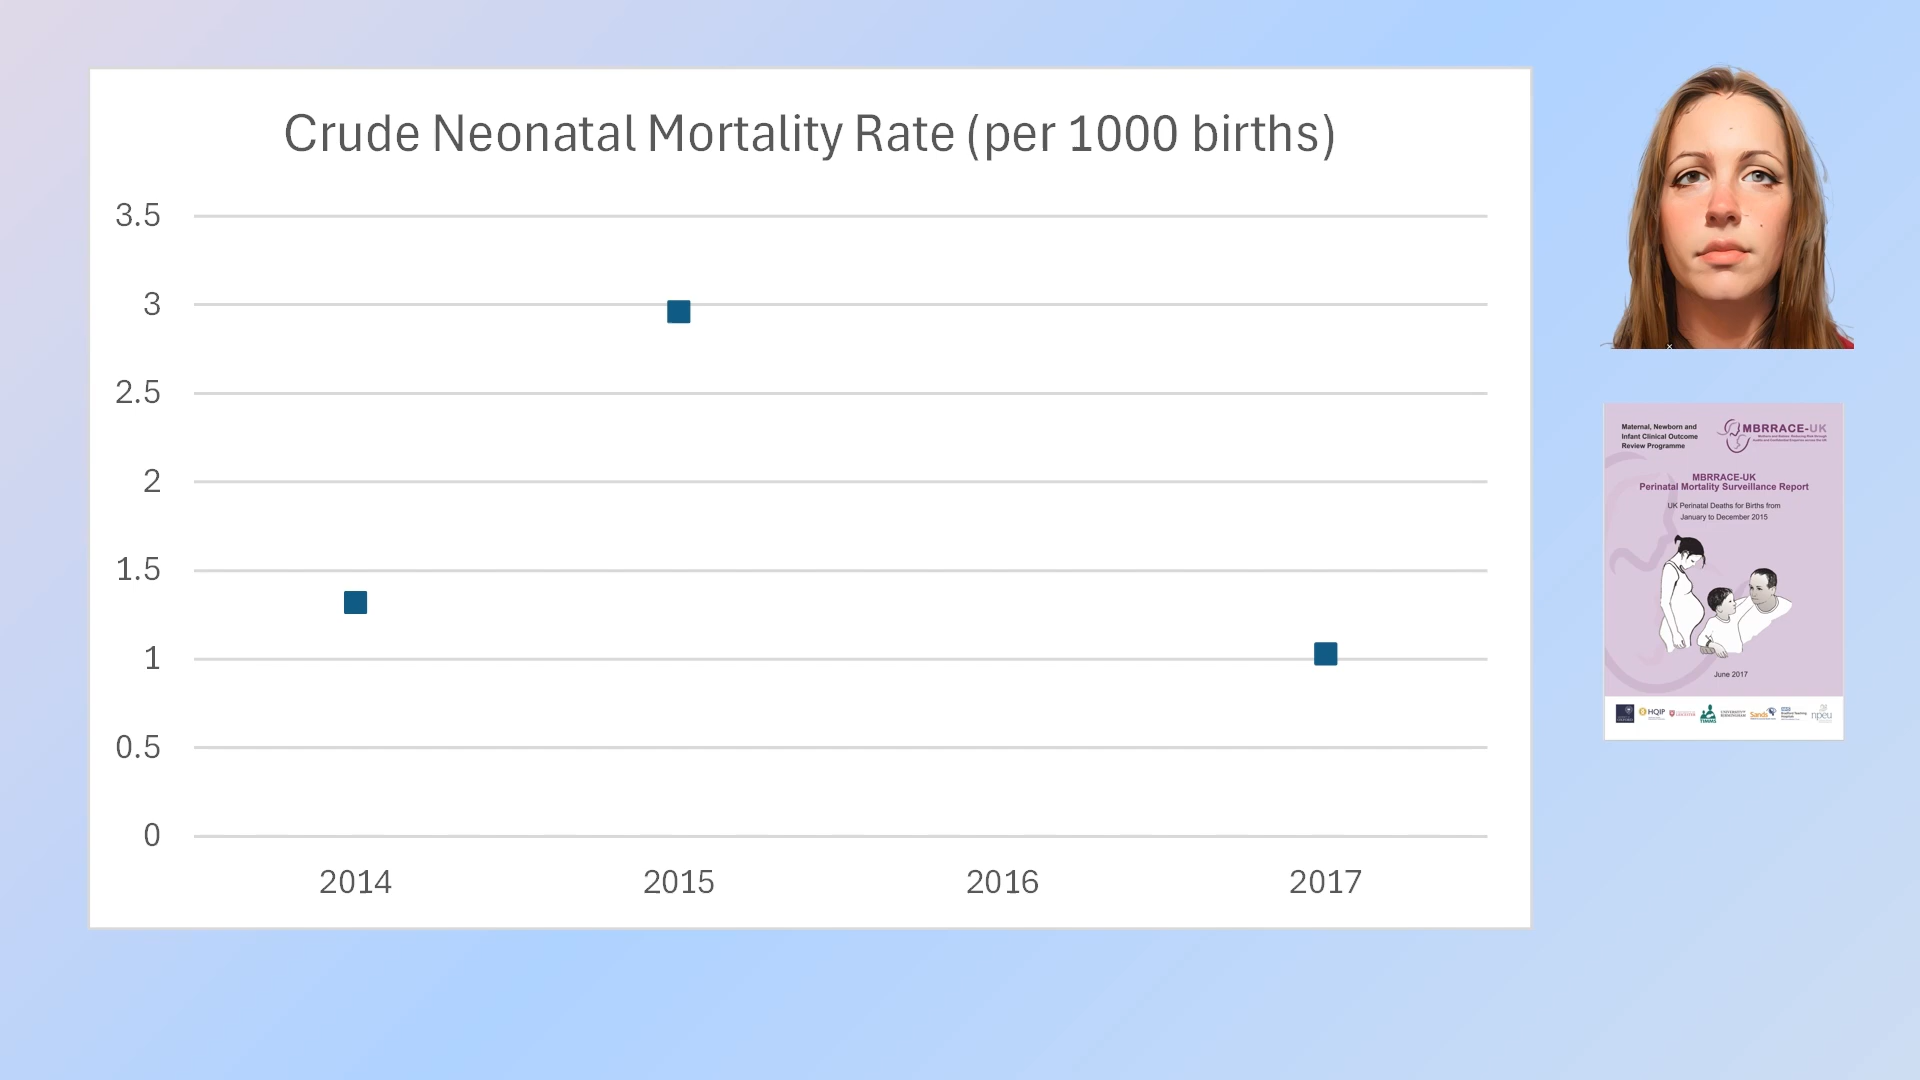 Crude Neonatal Mortality Rate (per 1000 births)
3.5
3
2.5
2
1.5
1
0.5
0
2014
2015
2016
2017
Maternal, Newborn and
Infant Clinical Outcome
Review Programme
MBRRACE-UK
MBRRACE-UK
Perinatal Mortality Surveillance Report
UK Perinatal Deaths for Births from
January to December 2015
June 2017
HQIP
TIMMS
Sands
npeu